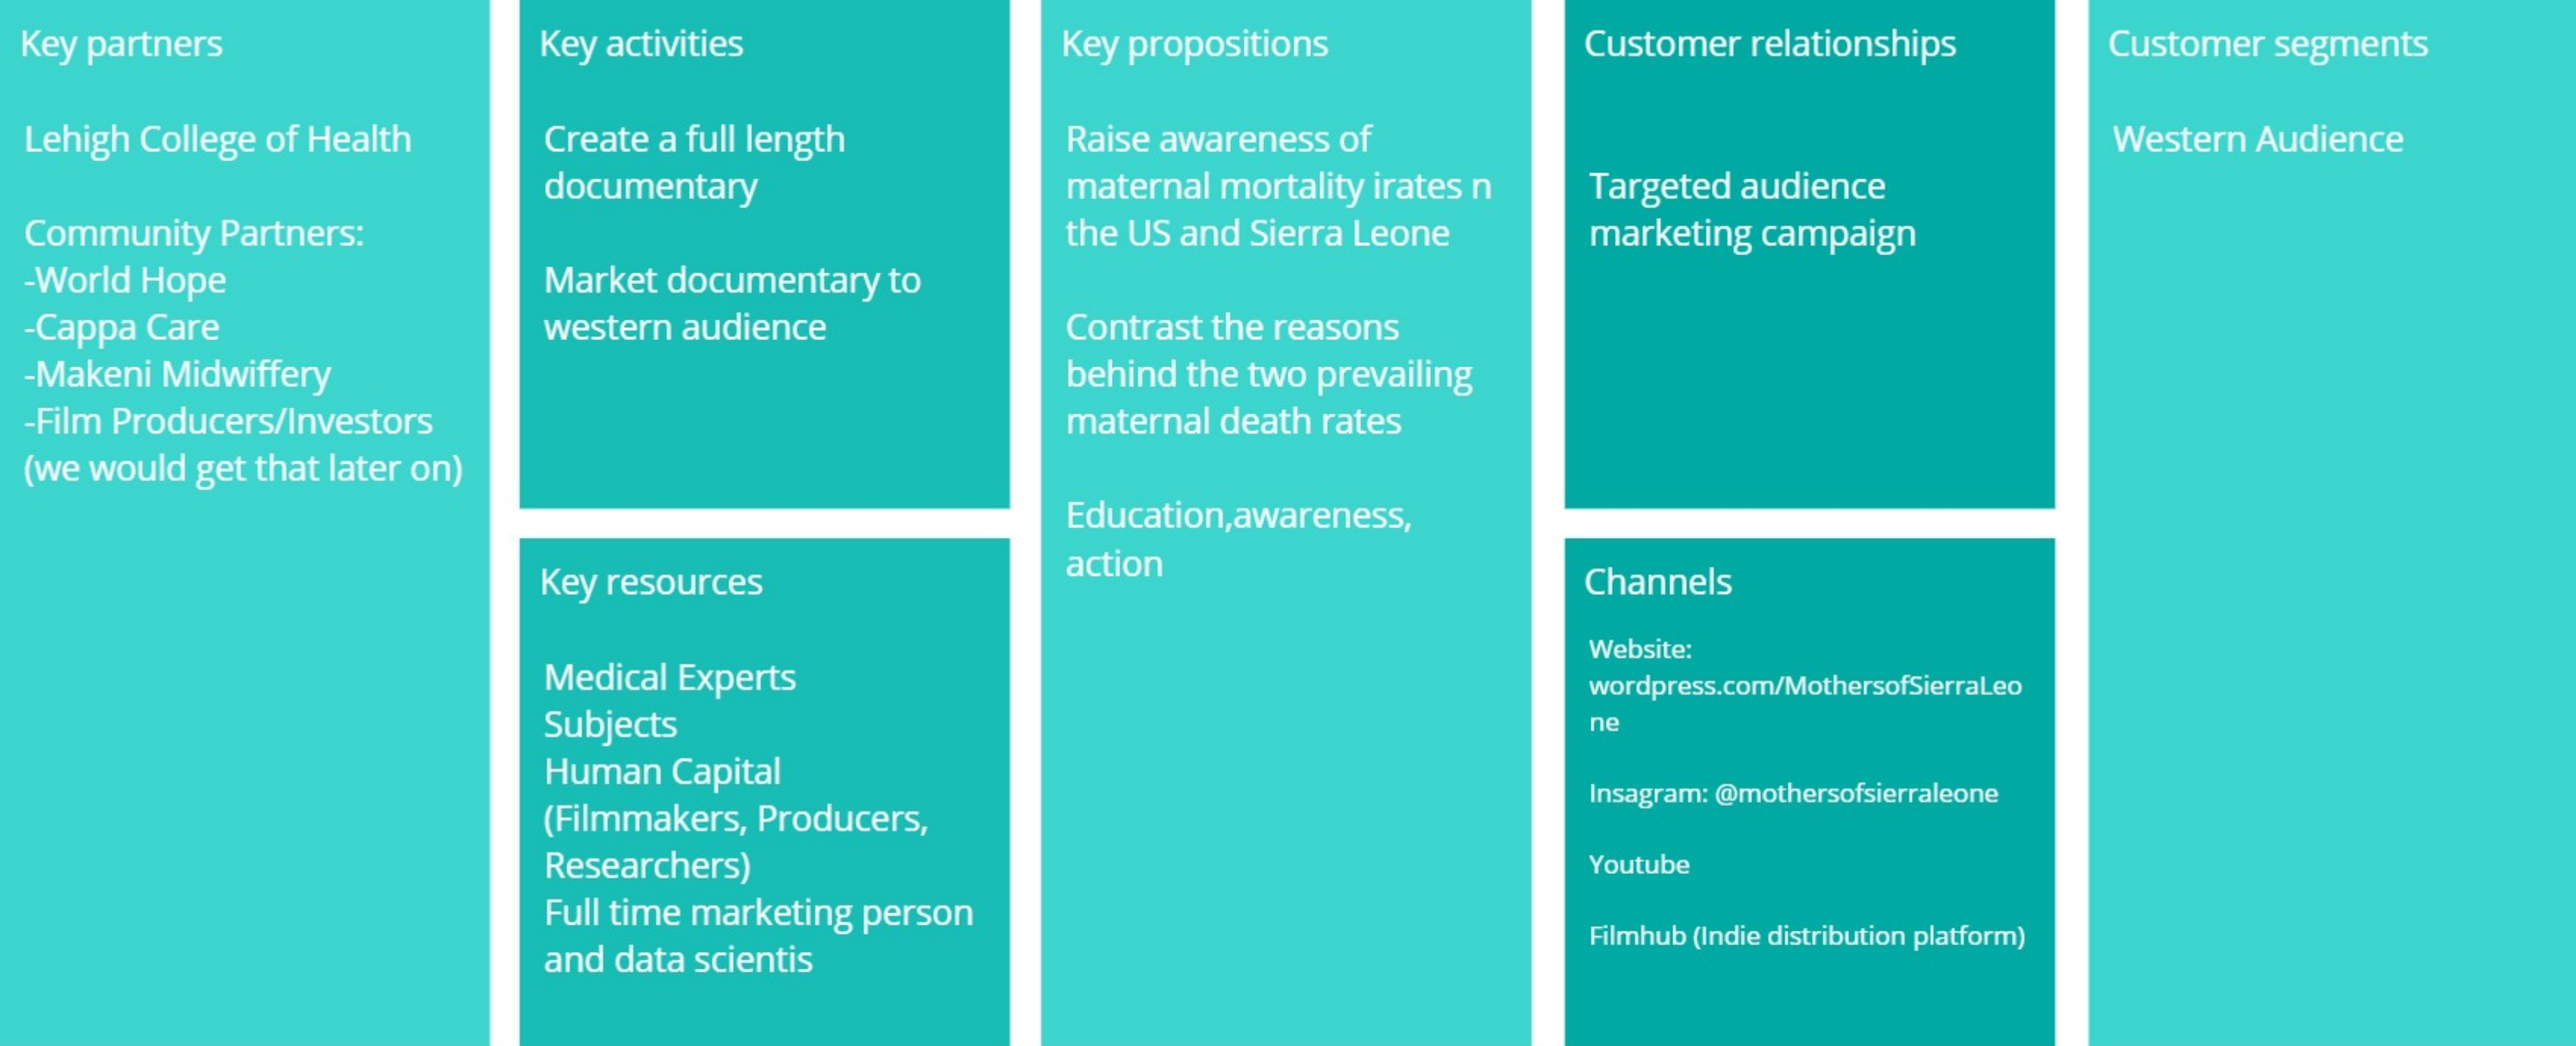 Key partners
Lehigh College of Health
Community Partners:
-World Hope
-Cappa Care
-Makeni Midwiffery
-Film Producers/Investors
(we would get that later on)
Key activities
Create a full length
documentary
Market documentary to
western audience
Key resources
Medical Experts
Subjects
Human Capital
(Filmmakers, Producers,
Researchers)
Full time marketing person
and data scientis
Key propositions
Raise awareness of
maternal mortality irates n
the US and Sierra Leone
Contrast the reasons
behind the two prevailing
maternal death rates
Education,awareness,
action
Customer relationships
Targeted audience
marketing campaign
Channels
Website:
wordpress.com/MothersofSierraLeo
ne
Insagram: @mothersofsierraleone
Youtube
Filmhub (Indie distribution platform)
Customer segments
Western Audience